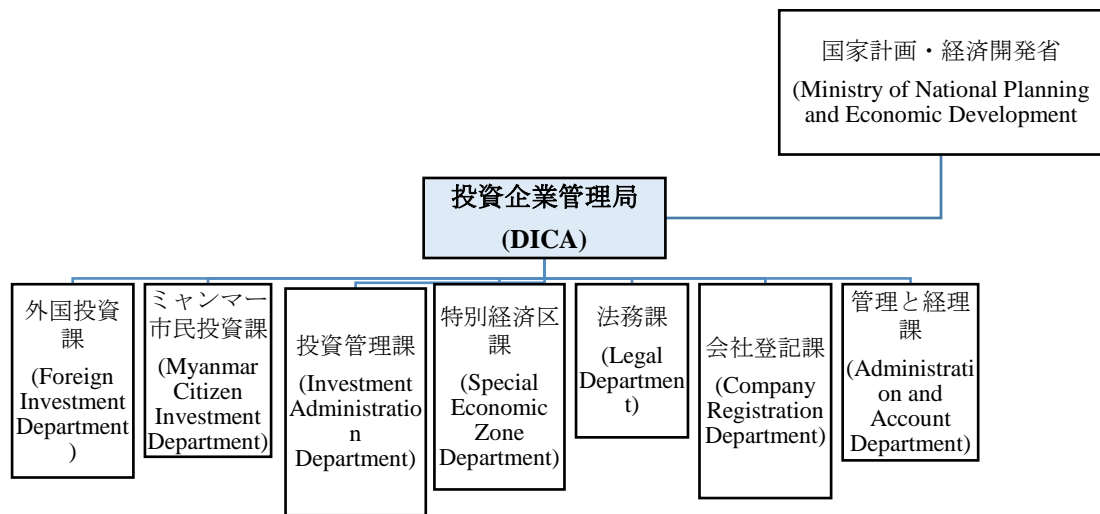 国家計画・経済開発省
(Ministry of National Planning
and Economic Development
投資企業管理局
(DICA)
外国投資
課
(Foreign
Investment
Department
)
ミャンマー
市民投資課
(Myanmar
Citizen
Investment
Department)
投資管理課
(Investment
Administratio
n
Department)
特別経済区
課
(Special
Economic
Zone
Department)
法務課
(Legal
Departmen
t)
会社登記課
(Company
Registration
Department)
管理と経理
課
(Administrati
on and
Account
Department)